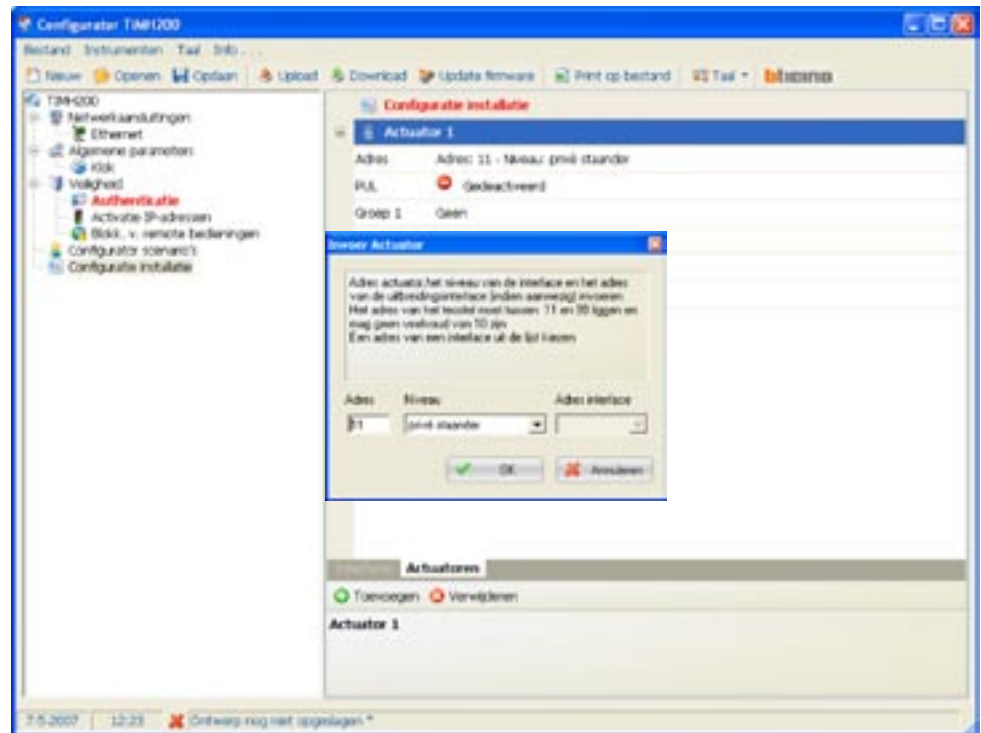 Configurator TiMH200
Bestand Instrumenten Taal Info . . .
Nieuw Openen Opslaan Upload Download Update firmware Print op bestand Taal bticino
TiMH200
Netwerkaansluitingen
Ethernet
Algemene parameters
Klok
Veiligheid
Authenticatie
Activatie IP-adressen
Blokk. v. remote bedieningen
Configurator scenario's
Configuratie installatie
Configuratie installatie
Actuator 1
Adres Adres: 11 - Niveau: privé staander
PUL Gedeactiveerd
Groep 1 Geen
Invoer Actuator
Adres actuator, het niveau van de interface en het adres
van de uitbreidingsinterface (indien aanwezig) invoeren
Het adres van het toestel moet tussen 11 en 99 liggen en
mag geen veelvoud van 10 zijn
Een adres van een interface uit de lijst kiezen
Adres Niveau Adres interface
11 privé staander
OK Annuleren
Actuatoren
Toevoegen Verwijderen
Actuator 1
7-5-2007 12:23 Ontwerp nog niet opgeslagen *